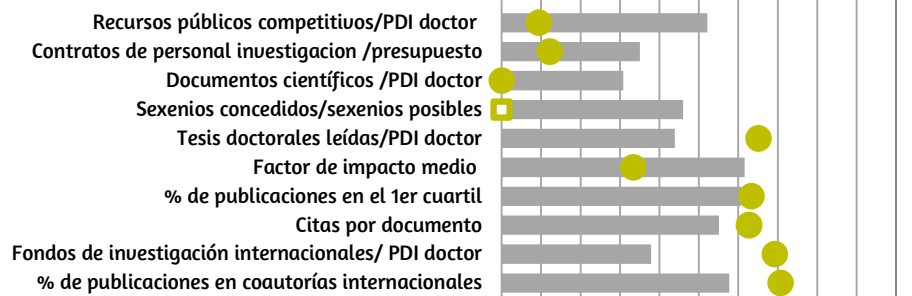 Recursos públicos competitivos/PDI doctor
Contratos de personal investigacion /presupuesto
Documentos científicos /PDI doctor
Sexenios concedidos/sexenios posibles
Tesis doctorales leídas/PDI doctor
Factor de impacto medio
% de publicaciones en el 1er cuartil
Citas por documento
Fondos de investigación internacionales/ PDI doctor
% de publicaciones en coautorías internacionales